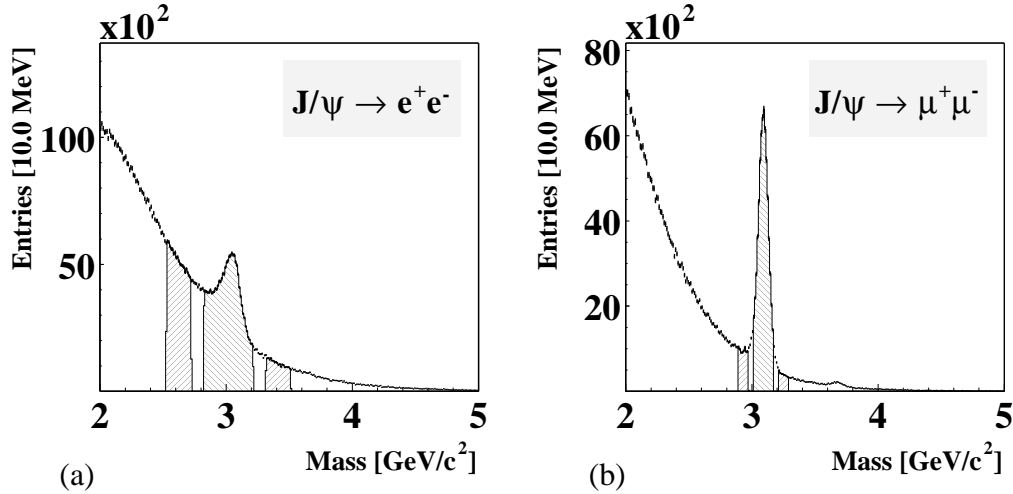 x10²
Entries [10.0 MeV]
100
50
J/ψ → e⁺e⁻
2 3 4 5
Mass [GeV/c²]
(a)
x10²
Entries [10.0 MeV]
80
60
40
20
0
J/ψ → μ⁺μ⁻
2 3 4 5
Mass [GeV/c²]
(b)